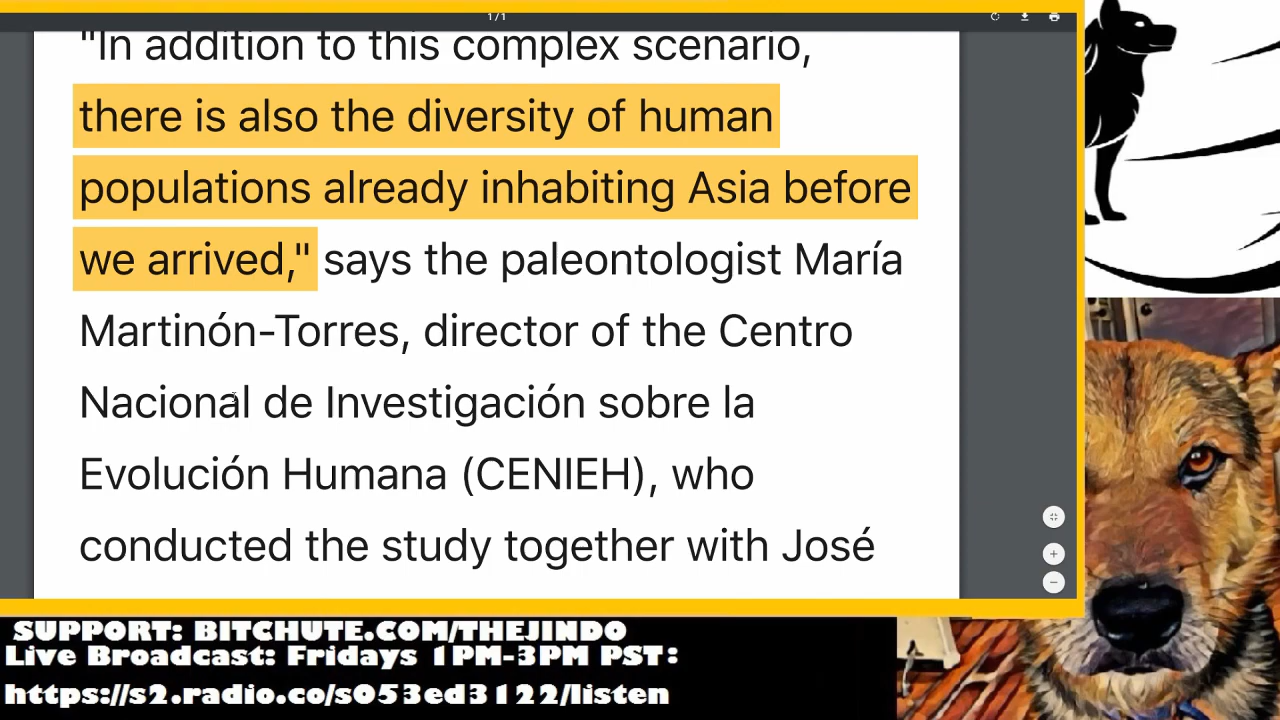 1/1
"In addition to this complex scenario,
there is also the diversity of human
populations already inhabiting Asia before
we arrived," says the paleontologist María
Martinón-Torres, director of the Centro
Nacional de Investigación sobre la
Evolución Humana (CENIEH), who
conducted the study together with José
SUPPORT: BITCHUTE.COM/THEJINDO
Live Broadcast: Fridays 1PM-3PM PST:
https://s2.radio.co/s053ed3122/listen